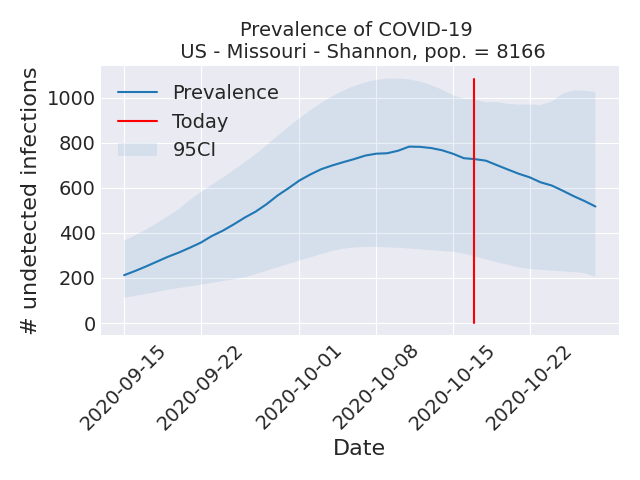 Prevalence of COVID-19
US - Missouri - Shannon, pop. = 8166
# undetected infections
1000
800
600
400
200
0
Prevalence
Today
95CI
2020-09-15
2020-09-22
2020-10-01
2020-10-08
2020-10-15
2020-10-22
Date